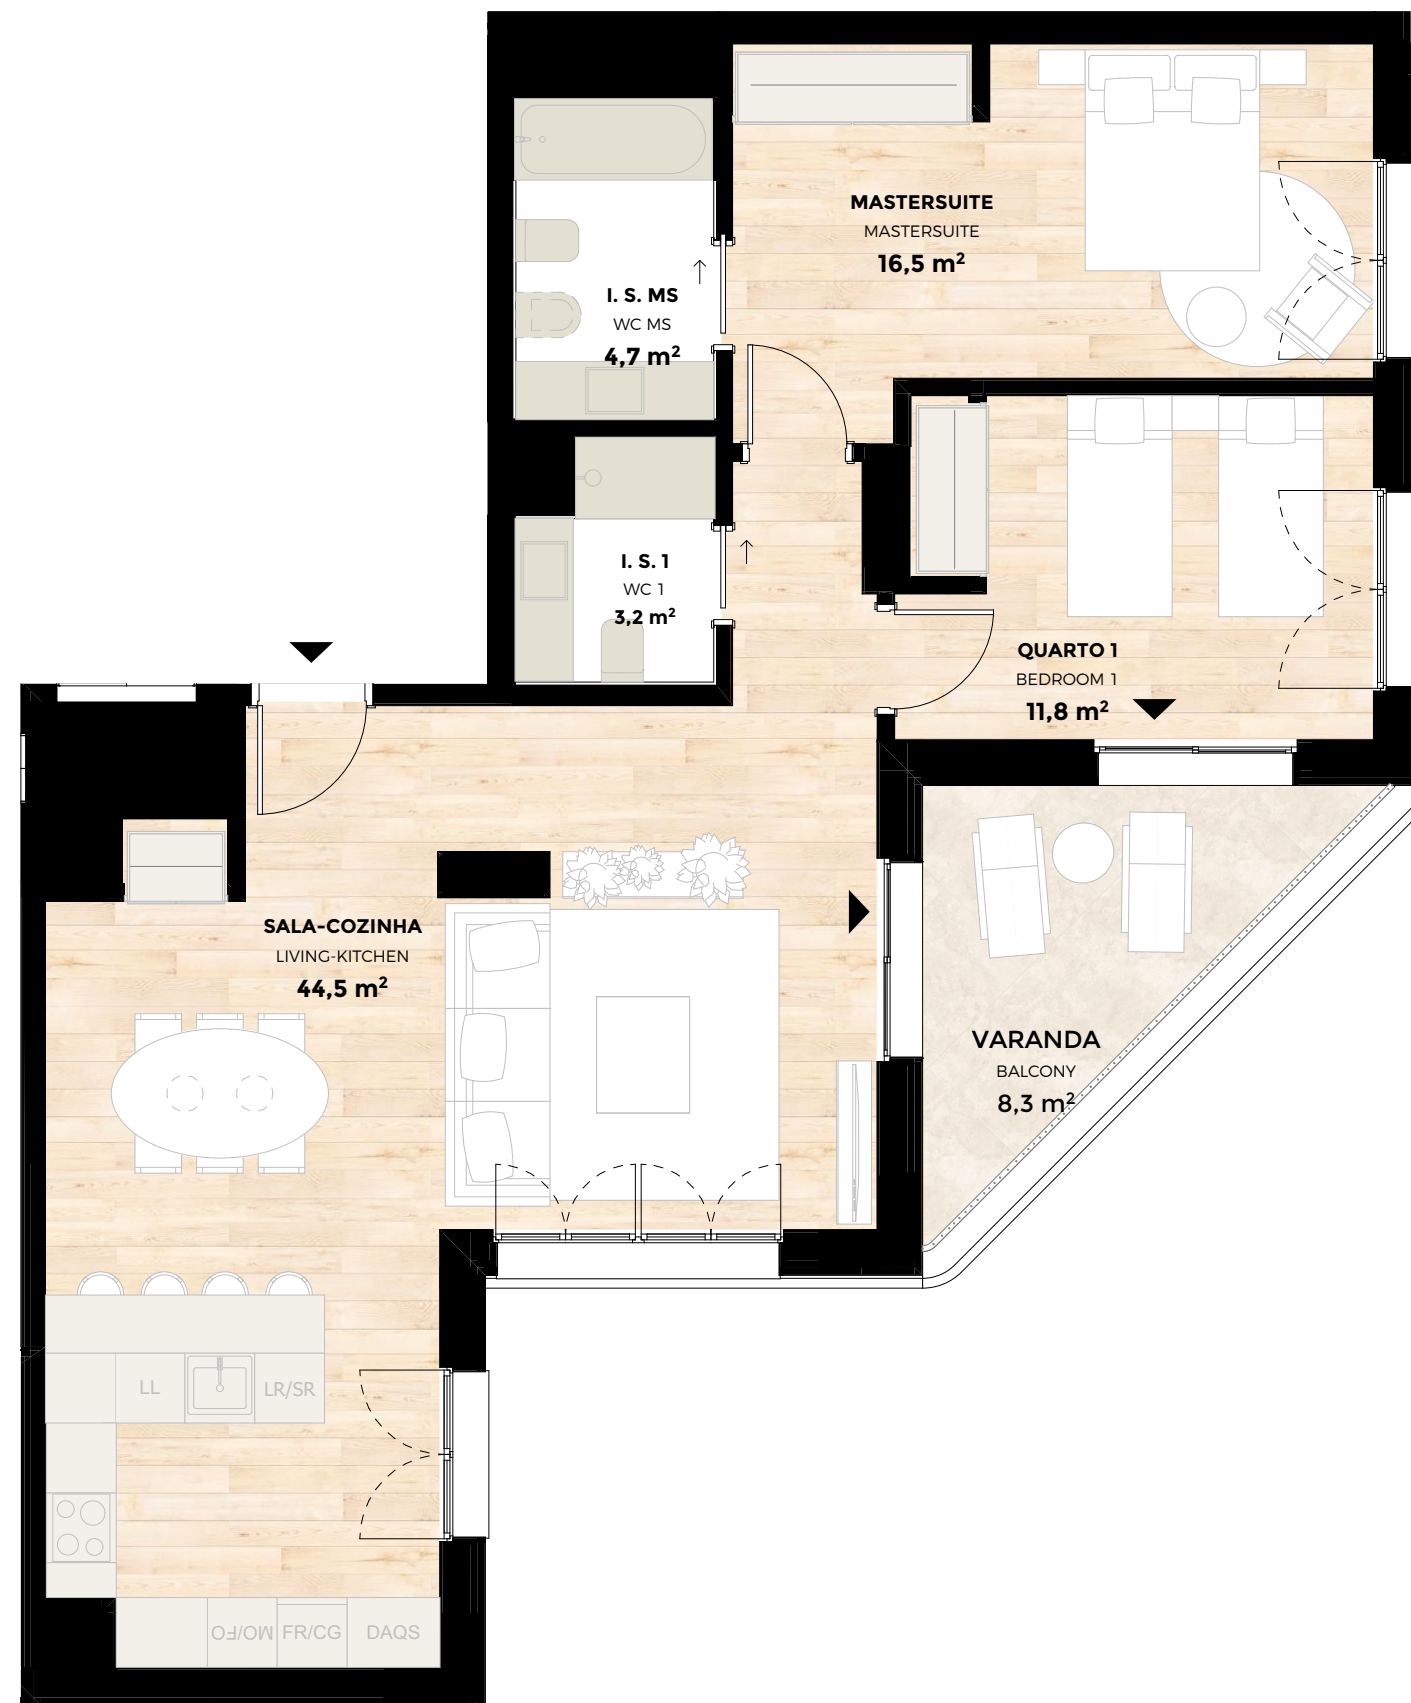 MASTERSUITE
MASTERSUITE
16,5 m²
I. S. MS
WC MS
4,7 m²
I. S. 1
WC 1
3,2 m²
QUARTO 1
BEDROOM 1
11,8 m²
SALA-COZINHA
LIVING-KITCHEN
44,5 m²
VARANDA
BALCONY
8,3 m²
LL
LR/SR
MO/FO
FR/CG
DAQS